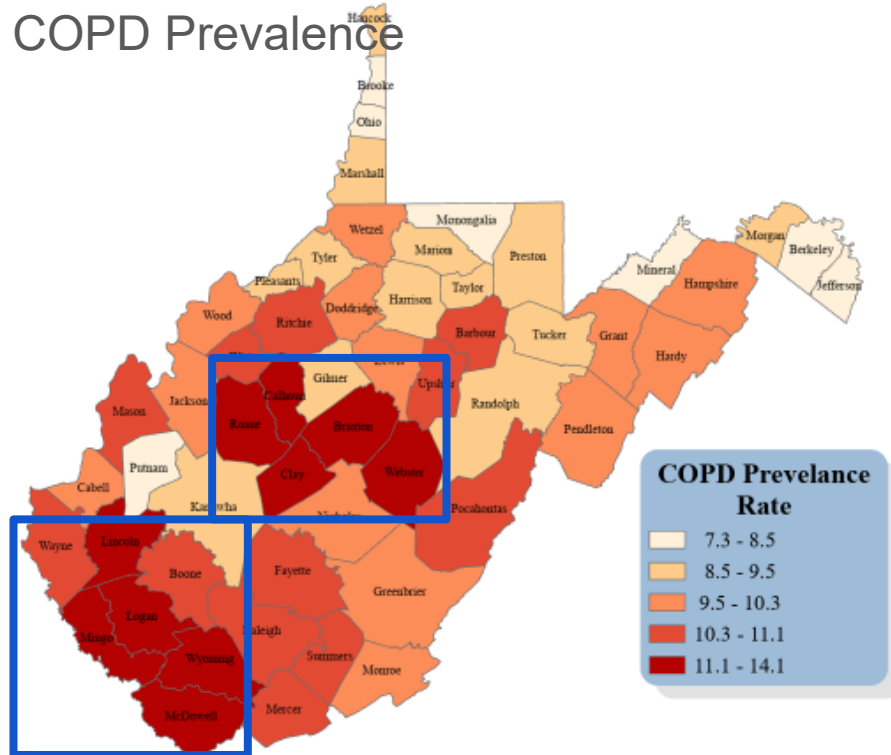 COPD Prevalence
Hancock
Brooke
Ohio
Marshall
Wetzel
Monongalia
Marion
Preston
Tyler
Pleasants
Taylor
Harrison
Doddridge
Wood
Ritchie
Barbour
Tucker
Morgan
Berkeley
Jefferson
Mineral
Hampshire
Grant
Hardy
Gilmer
Upshur
Calhoun
Jackson
Mason
Roane
Braxton
Randolph
Pendleton
Webster
Clay
Putnam
Cabell
Kanawha
Nicholas
Pocahontas
Wayne
Lincoln
Boone
Fayette
Greenbrier
Logan
Mingo
Raleigh
Wyoming
Summers
Monroe
McDowell
Mercer
COPD Prevelance
Rate
7.3 - 8.5
8.5 - 9.5
9.5 - 10.3
10.3 - 11.1
11.1 - 14.1